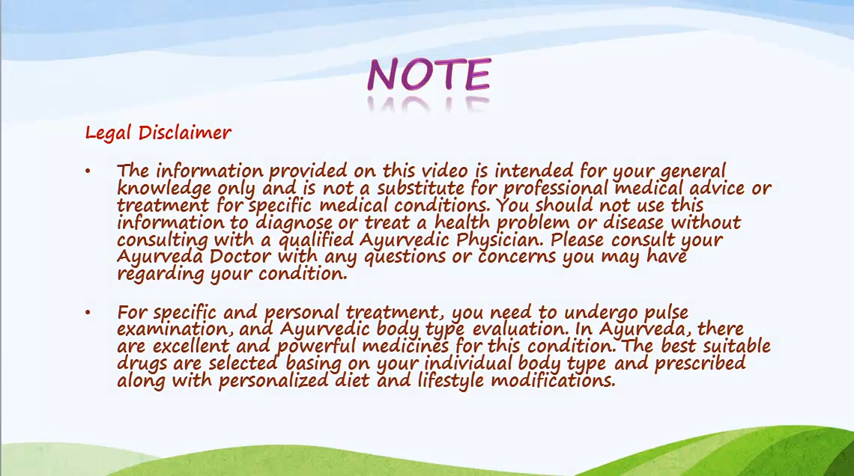 NOTE
Legal Disclaimer
• The information provided on this video is intended for your general
knowledge only and is not a substitute for professional medical advice or
treatment for specific medical conditions. You should not use this
information to diagnose or treat a health problem or disease without
consulting with a qualified Ayurvedic Physician. Please consult your
Ayurveda Doctor with any questions or concerns you may have
regarding your condition.
• For specific and personal treatment, you need to undergo pulse
examination, and Ayurvedic body type evaluation. In Ayurveda, there
are excellent and powerful medicines for this condition. The best suitable
drugs are selected basing on your individual body type and prescribed
along with personalized diet and lifestyle modifications.